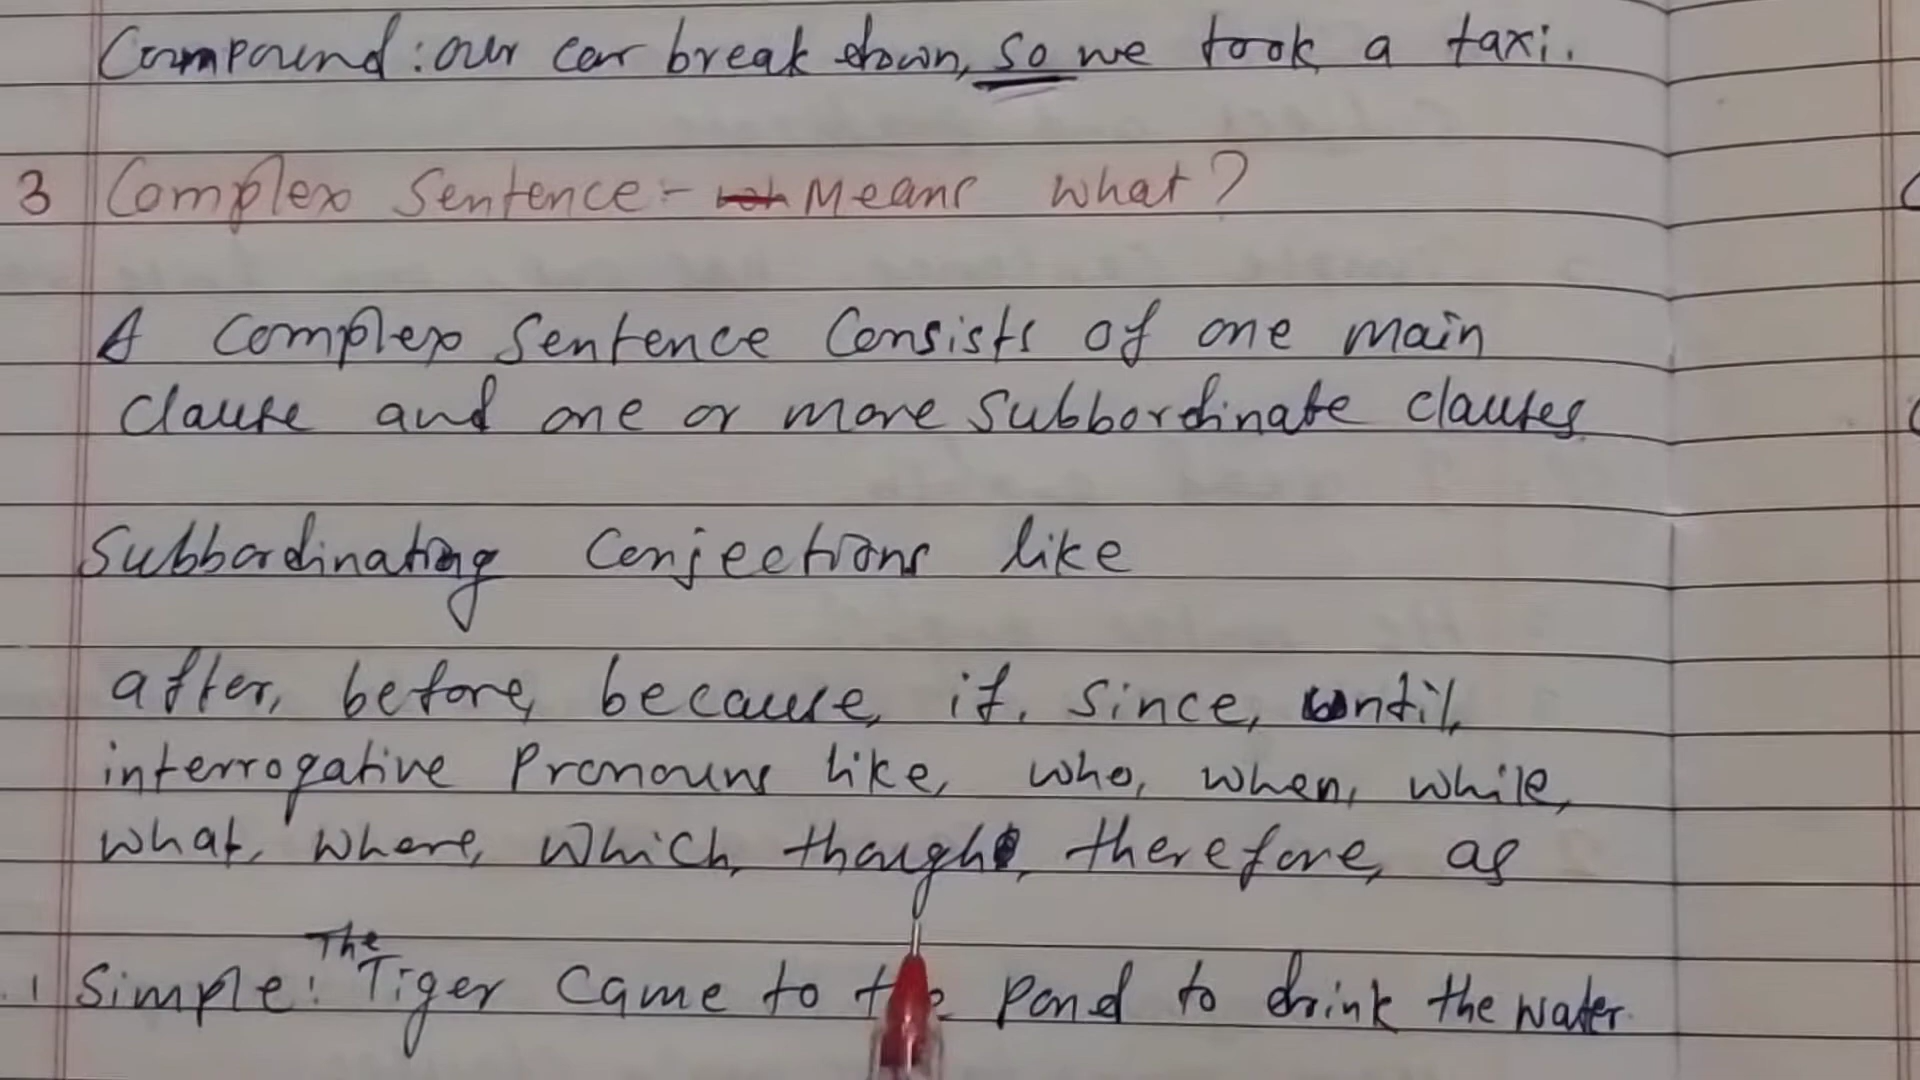 Compound: our car break down, so we took a taxi.
3 Complex Sentence:- Means what?
A Complex Sentence Consists of one main
clause and one or more Subbordinate clauses
Subbordinating Conjections like
after, before, because, if, since, until,
interrogative Pronouns like, who, when, while,
what, where, which, though, therefore, as
The
1 Simple: Tiger came to the pond to drink the water.